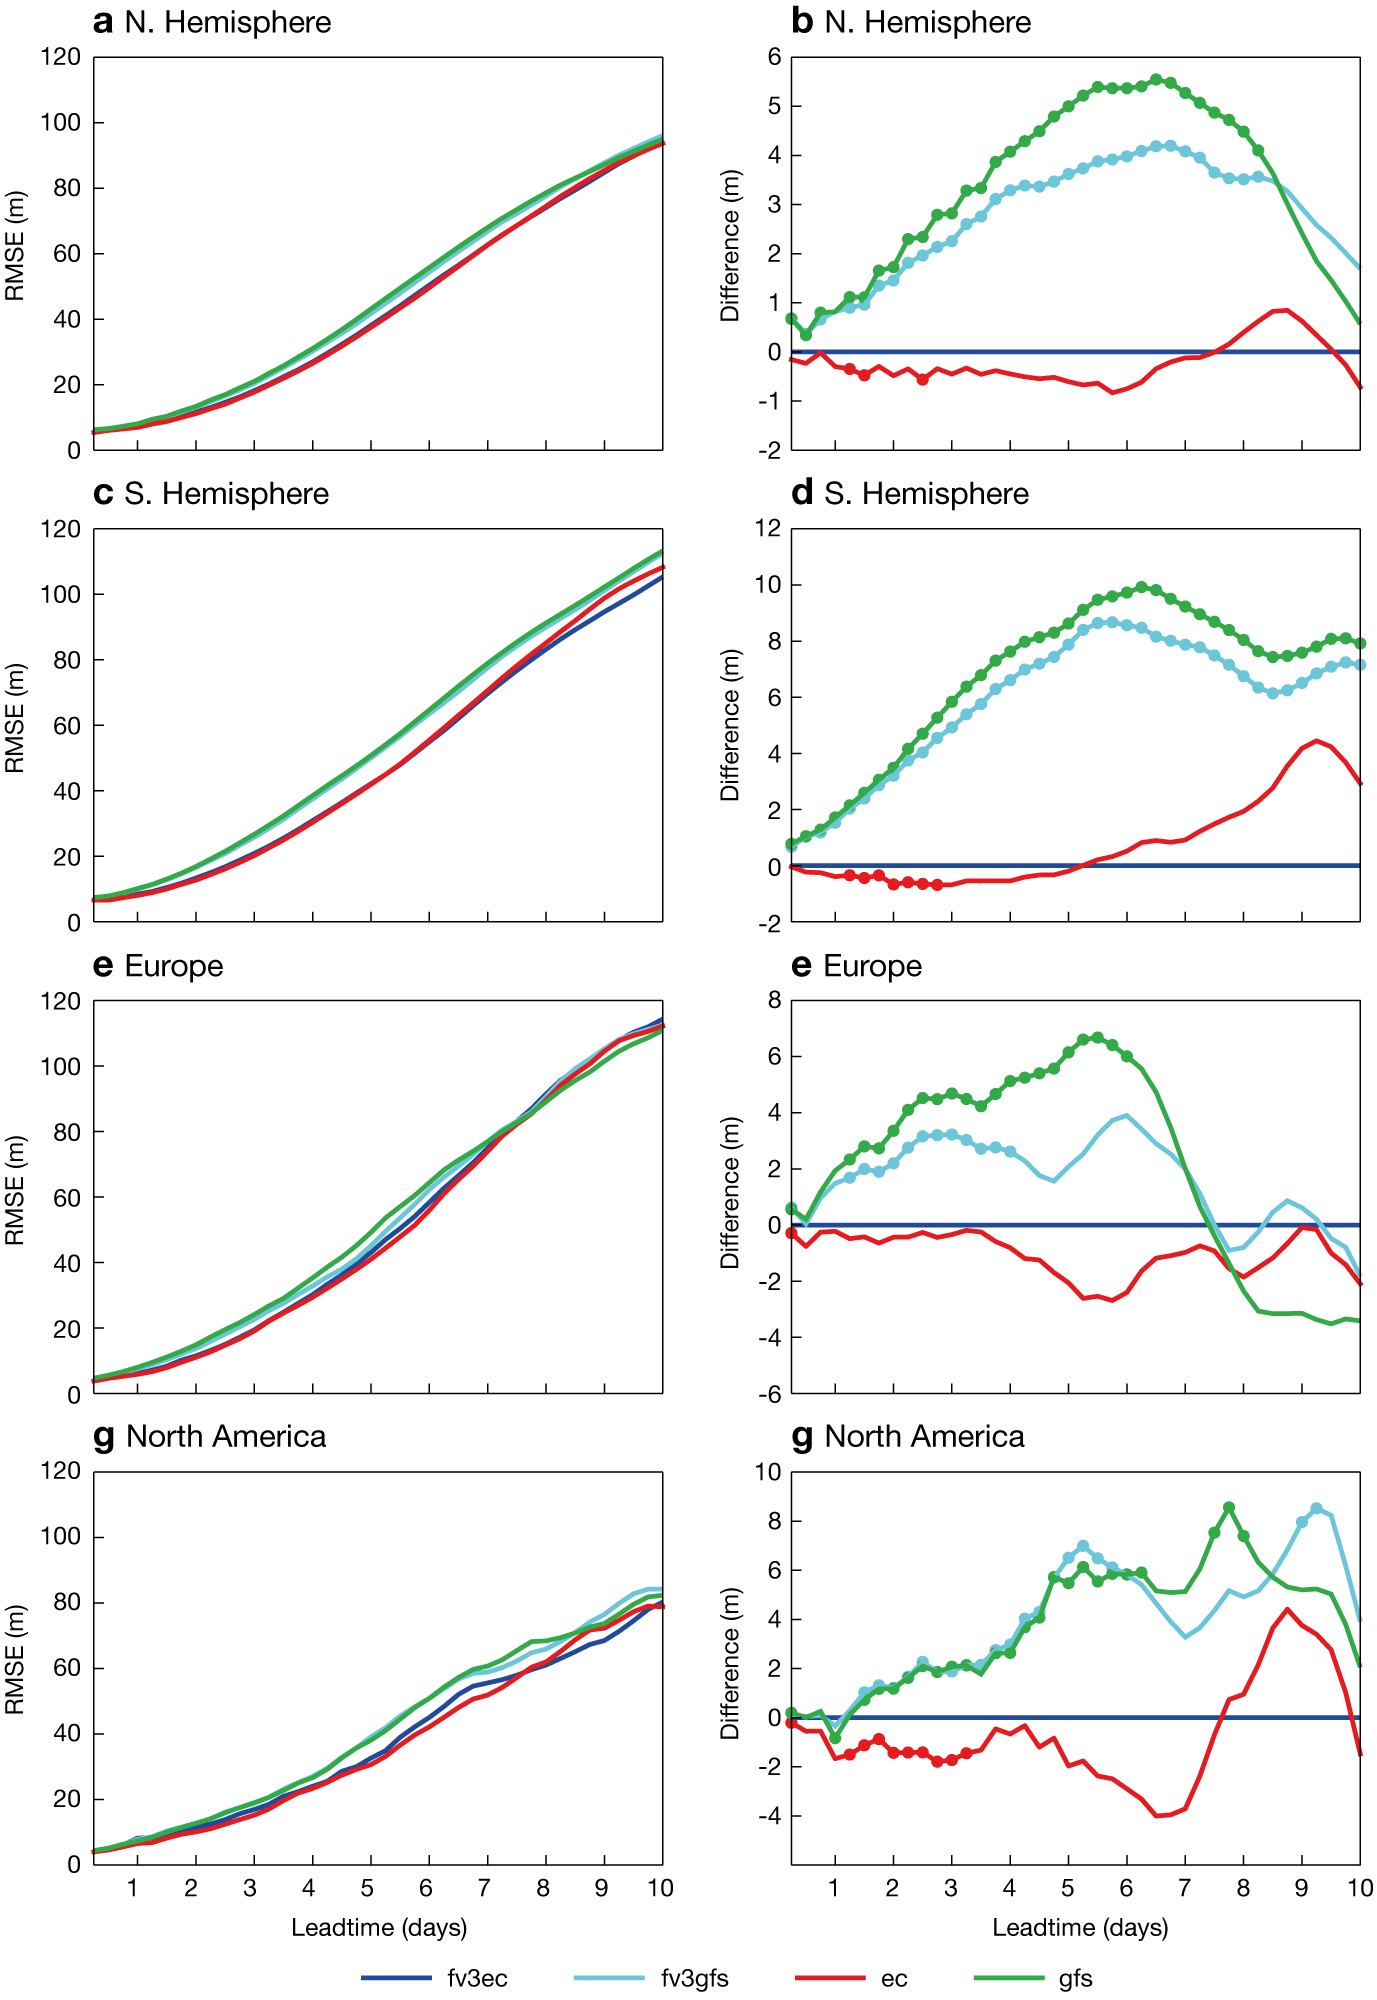 a N. Hemisphere
b N. Hemisphere
120
100
80
60
40
20
0
RMSE (m)
6
5
4
3
2
1
0
-1
-2
Difference (m)
c S. Hemisphere
d S. Hemisphere
120
100
80
60
40
20
0
RMSE (m)
12
10
8
6
4
2
0
-2
Difference (m)
e Europe
e Europe
120
100
80
60
40
20
0
RMSE (m)
8
6
4
2
0
-2
-4
-6
Difference (m)
g North America
g North America
120
100
80
60
40
20
0
RMSE (m)
10
8
6
4
2
0
-2
-4
Difference (m)
1 2 3 4 5 6 7 8 9 10
1 2 3 4 5 6 7 8 9 10
Leadtime (days)
Leadtime (days)
fv3ec fv3gfs ec gfs